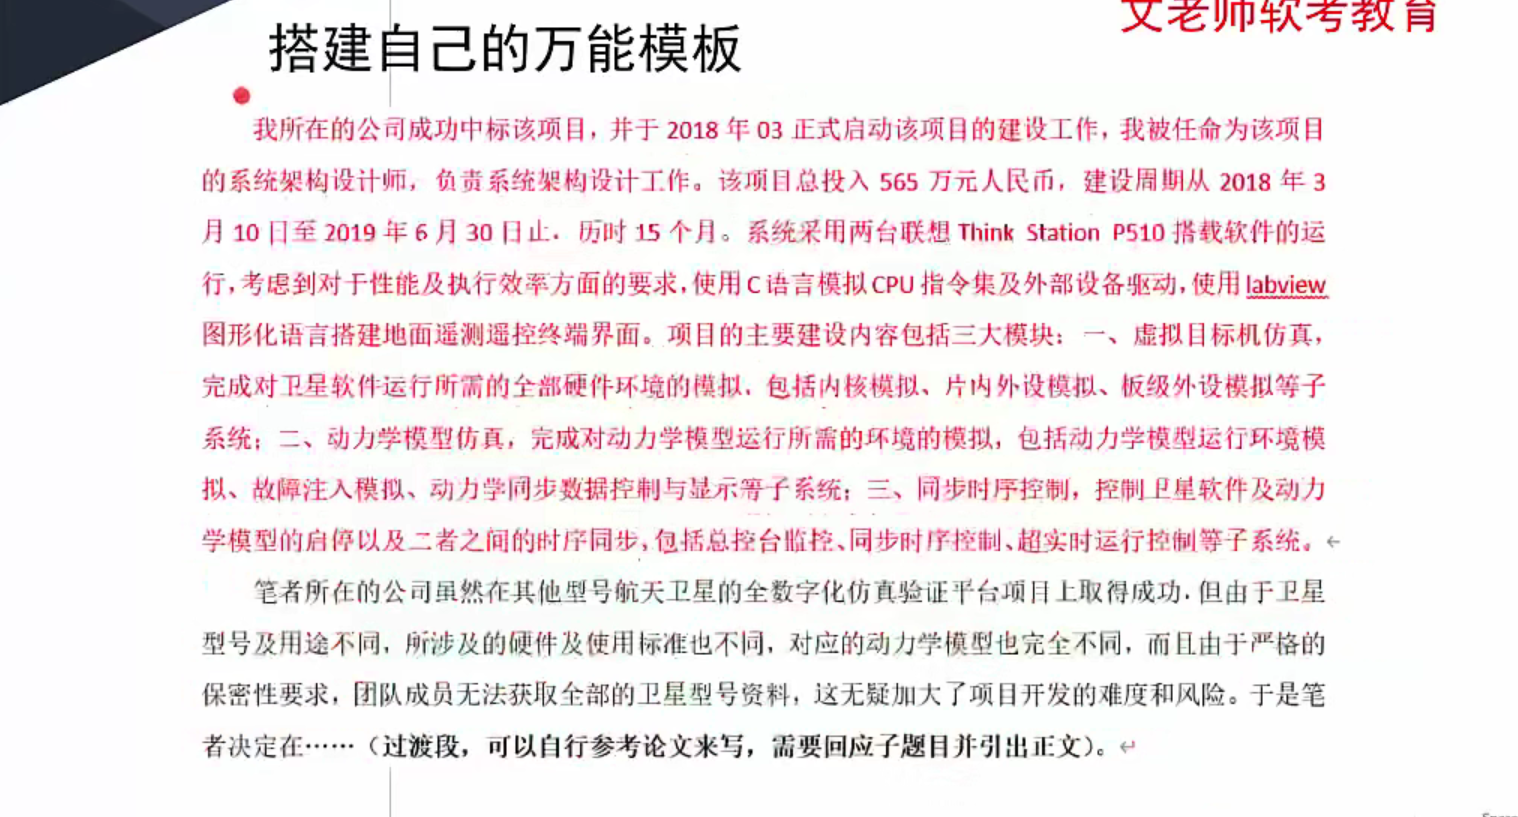 文老师软考教育
搭建自己的万能模板
我所在的公司成功中标该项目，并于 2018 年 03 正式启动该项目的建设工作，我被任命为该项目
的系统架构设计师，负责系统架构设计工作。该项目总投入 565 万元人民币，建设周期从 2018 年 3
月 10 日至 2019 年 6 月 30 日止，历时 15 个月。系统采用两台联想 Think Station P510 搭载软件的运
行，考虑到对于性能及执行效率方面的要求，使用 C 语言模拟 CPU 指令集及外部设备驱动，使用 labview
图形化语言搭建地面遥测遥控终端界面。项目的主要建设内容包括三大模块：一、虚拟目标机仿真，
完成对卫星软件运行所需的全部硬件环境的模拟，包括内核模拟、片内外设模拟、板级外设模拟等子
系统；二、动力学模型仿真，完成对动力学模型运行所需的环境的模拟，包括动力学模型运行环境模
拟、故障注入模拟、动力学同步数据控制与显示等子系统；三、同步时序控制，控制卫星软件及动力
学模型的启停以及二者之间的时序同步，包括总控台监控、同步时序控制、超实时运行控制等子系统。
笔者所在的公司虽然在其他型号航天卫星的全数字化仿真验证平台项目上取得成功，但由于卫星
型号及用途不同，所涉及的硬件及使用标准也不同，对应的动力学模型也完全不同，而且由于严格的
保密性要求，团队成员无法获取全部的卫星型号资料，这无疑加大了项目开发的难度和风险。于是笔
者决定在……（过渡段，可以自行参考论文来写，需要回应子题目并引出正文）。